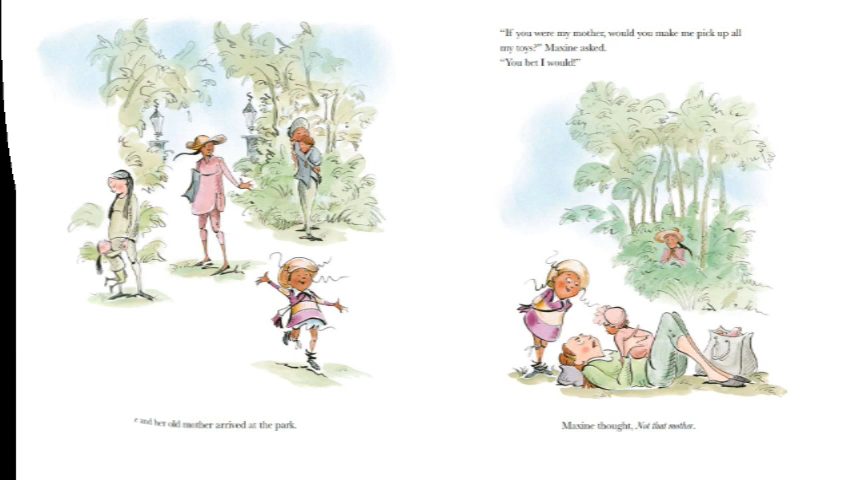 and her old mother arrived at the park.
“If you were my mother, would you make me pick up all
my toys?” Maxine asked.
“You bet I would!”
Maxine thought, Not that mother.